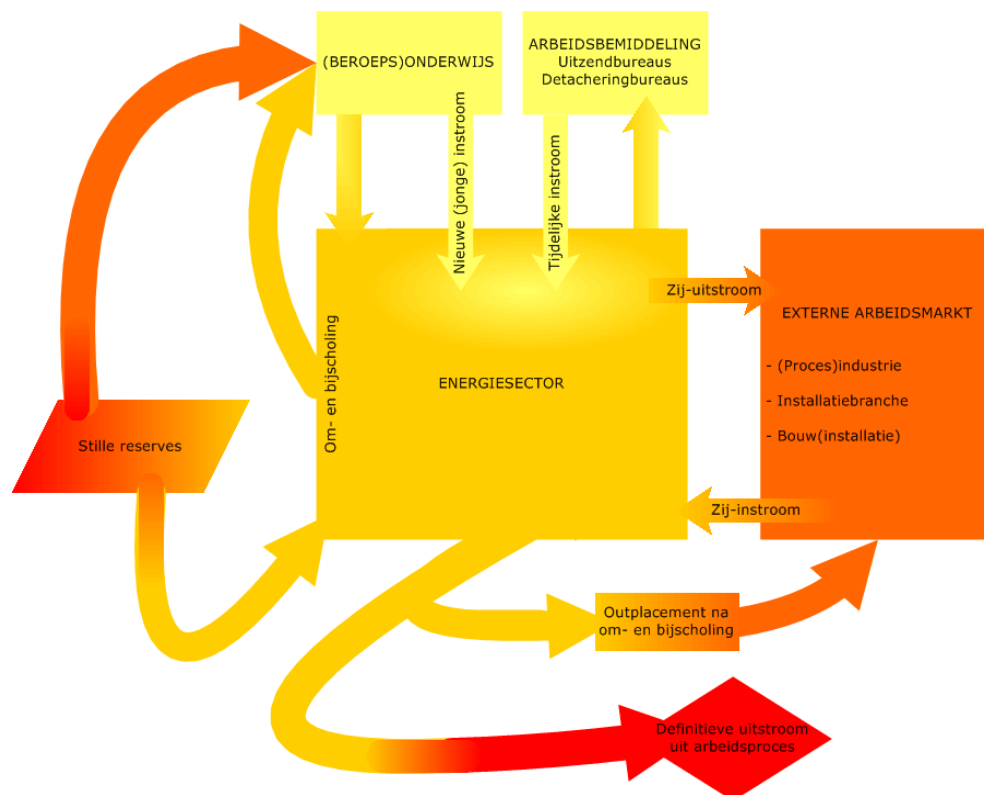 (BEROEPS)ONDERWIJS
ARBEIDSBEMIDDELING
Uitzendbureaus
Detacheringbureaus
Nieuwe (jonge) instroom
Tijdelijke instroom
Zij-uitstroom
EXTERNE ARBEIDSMARKT
- (Proces)industrie
- Installatiebranche
- Bouw(installatie)
Om- en bijscholing
ENERGIESECTOR
Stille reserves
Zij-instroom
Outplacement na
om- en bijscholing
Definitieve uitstroom
uit arbeidsproces